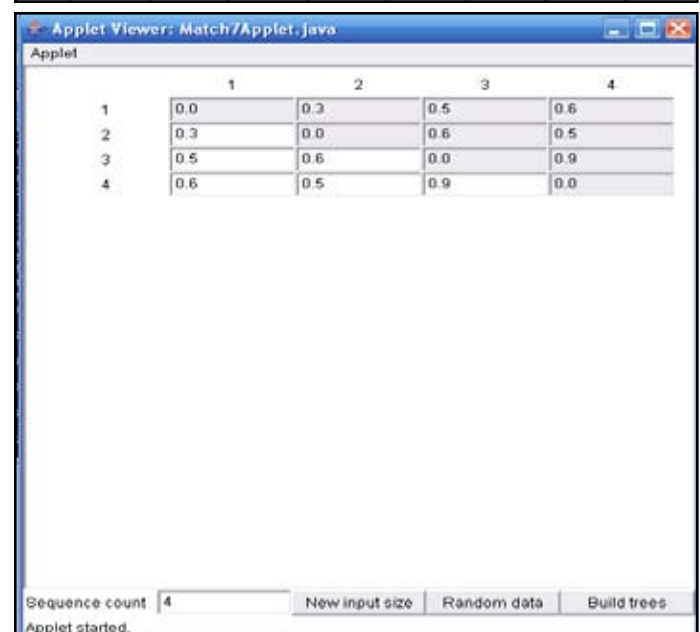 Applet Viewer: Match7Applet.java
Applet
1 2 3 4
1 0.0 0.3 0.5 0.6
2 0.3 0.0 0.6 0.5
3 0.5 0.6 0.0 0.9
4 0.6 0.5 0.9 0.0
Sequence count 4 New input size Random data Build trees
Applet started.